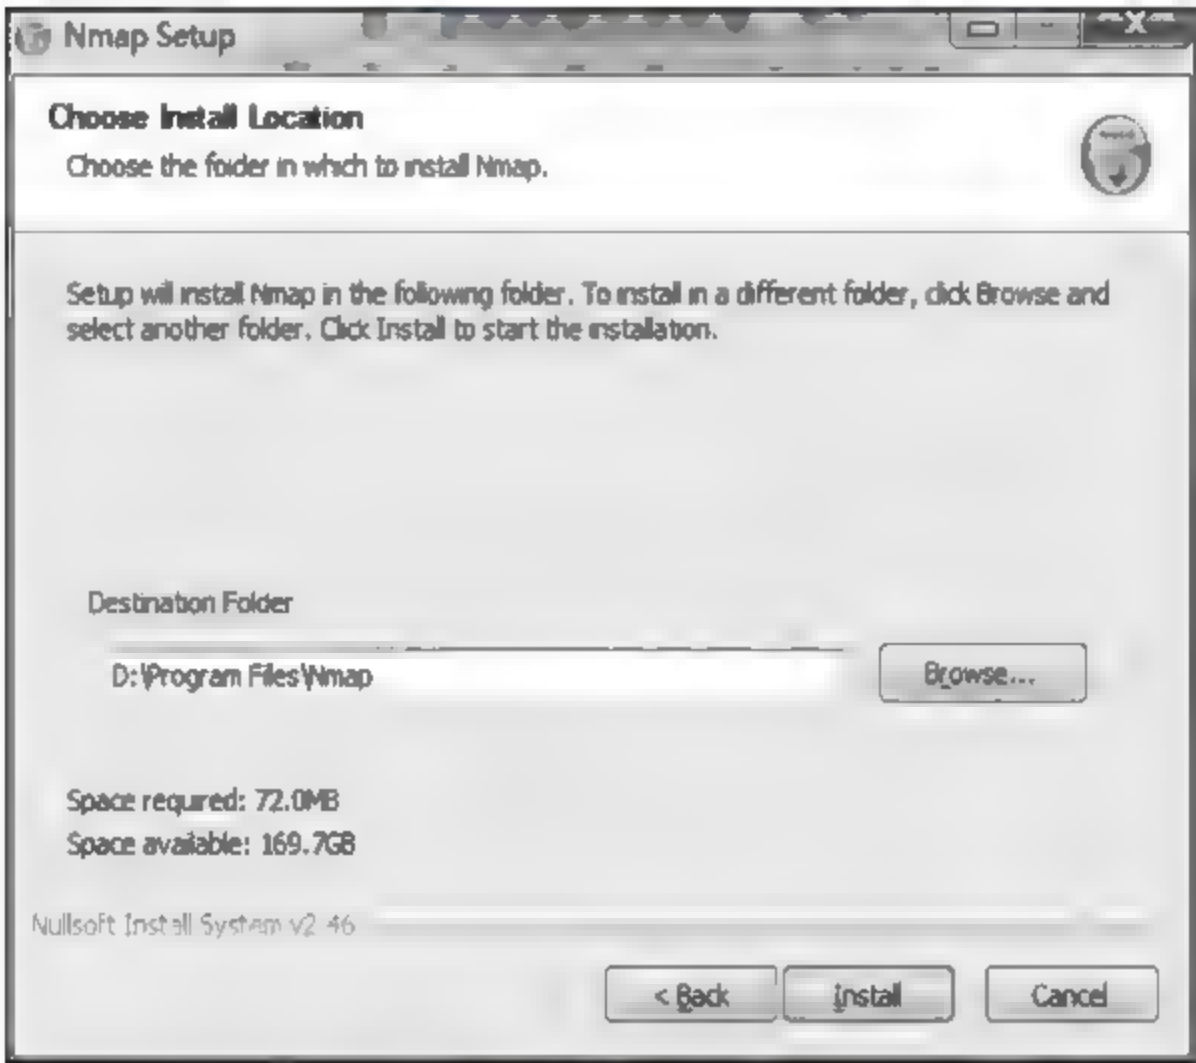 Nmap Setup
Choose Install Location
Choose the folder in which to install Nmap.
Setup will install Nmap in the following folder. To install in a different folder, click Browse and
select another folder. Click Install to start the installation.
Destination Folder
D:\Program Files\Nmap
Browse...
Space required: 72.0MB
Space available: 169.7GB
Nullsoft Install System v2.46
< Back
Install
Cancel